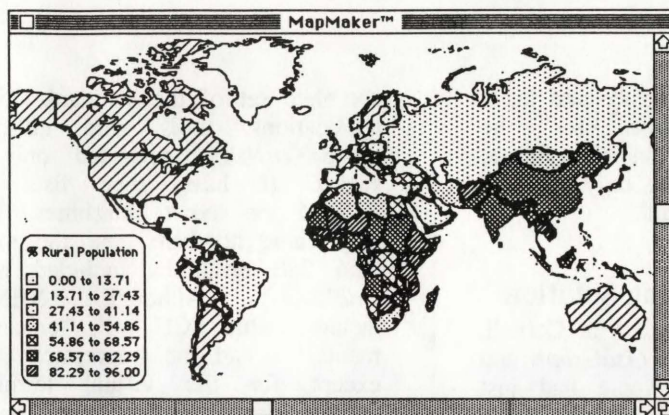 MapMaker™
% Rural Population
0.00 to 13.71
13.71 to 27.43
27.43 to 41.14
41.14 to 54.86
54.86 to 68.57
68.57 to 82.29
82.29 to 96.00